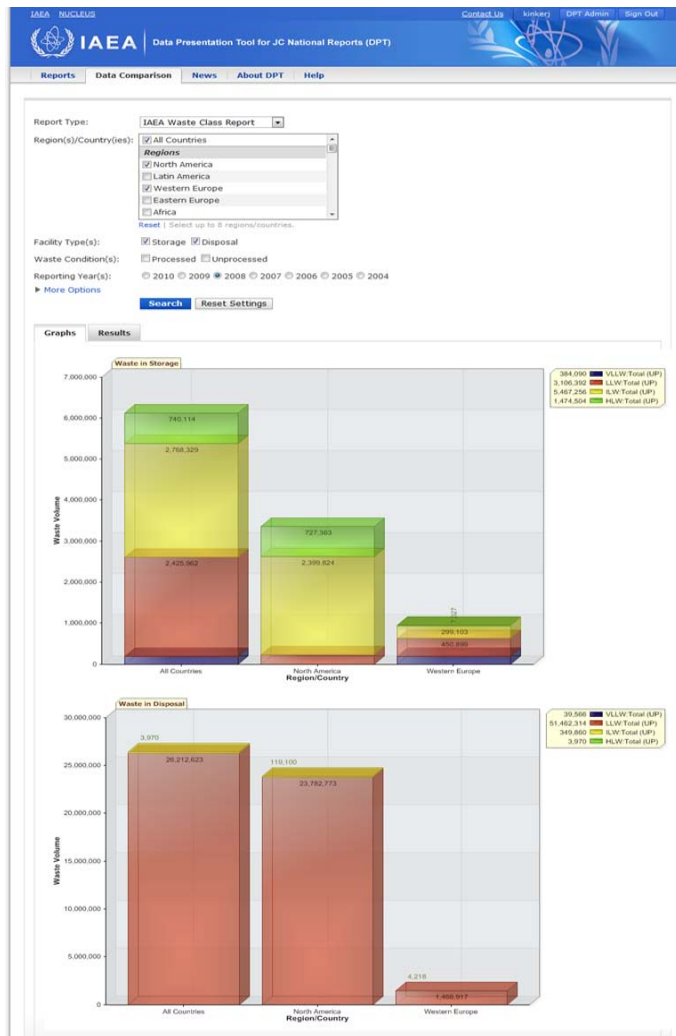 IAEA NUCLEUS Contact Us kinkerj DPT Admin Sign Out
IAEA Data Presentation Tool for JC National Reports (DPT)
Reports Data Comparison News About DPT Help
Report Type: IAEA Waste Class Report
Region(s)/Country(ies): All Countries
Regions
North America
Latin America
Western Europe
Eastern Europe
Africa
Reset | Select up to 8 regions/countries.
Facility Type(s): Storage Disposal
Waste Condition(s): Processed Unprocessed
Reporting Year(s): 2010 2009 2008 2007 2006 2005 2004
More Options
Search Reset Settings
Graphs Results
Waste in Storage
384,090 VLLW:Total (UP)
3,106,392 LLW:Total (UP)
5,467,256 ILW:Total (UP)
1,474,504 HLW:Total (UP)
7,000,000
6,000,000
5,000,000
4,000,000
3,000,000
2,000,000
1,000,000
0
Waste Volume
740,114
2,768,329
2,425,962
727,363
2,399,824
299,103
450,890
All Countries North America Western Europe
Region/Country
Waste in Disposal
39,566 VLLW:Total (UP)
51,462,314 LLW:Total (UP)
349,860 ILW:Total (UP)
3,970 HLW:Total (UP)
30,000,000
25,000,000
20,000,000
15,000,000
10,000,000
5,000,000
0
Waste Volume
3,970
26,212,623
119,100
23,782,773
4,218
1,466,917
All Countries North America Western Europe
Region/Country